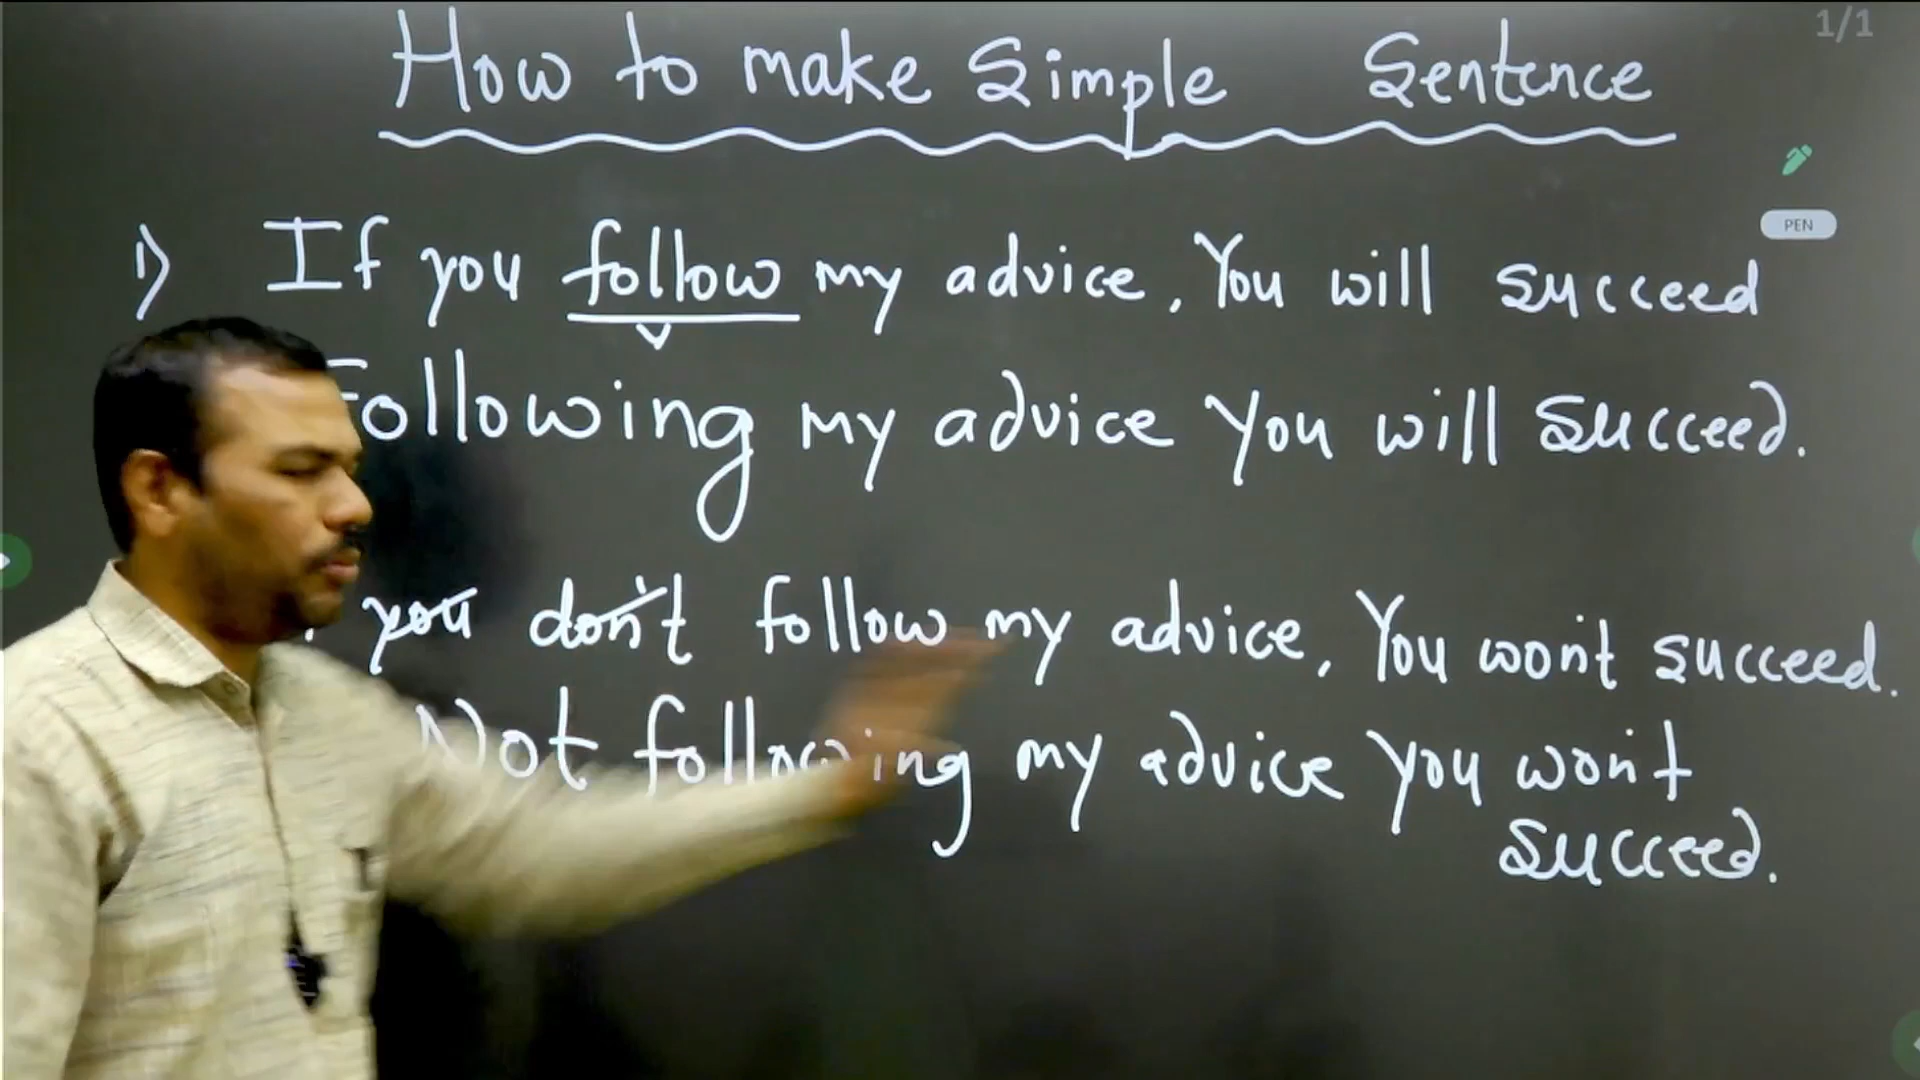 How to make Simple Sentence
1/1
PEN
1) If you follow my advice, You will succeed
Following my advice You will succeed.
you don't follow my advice, You won't succeed.
Not following my advice you won't
succeed.